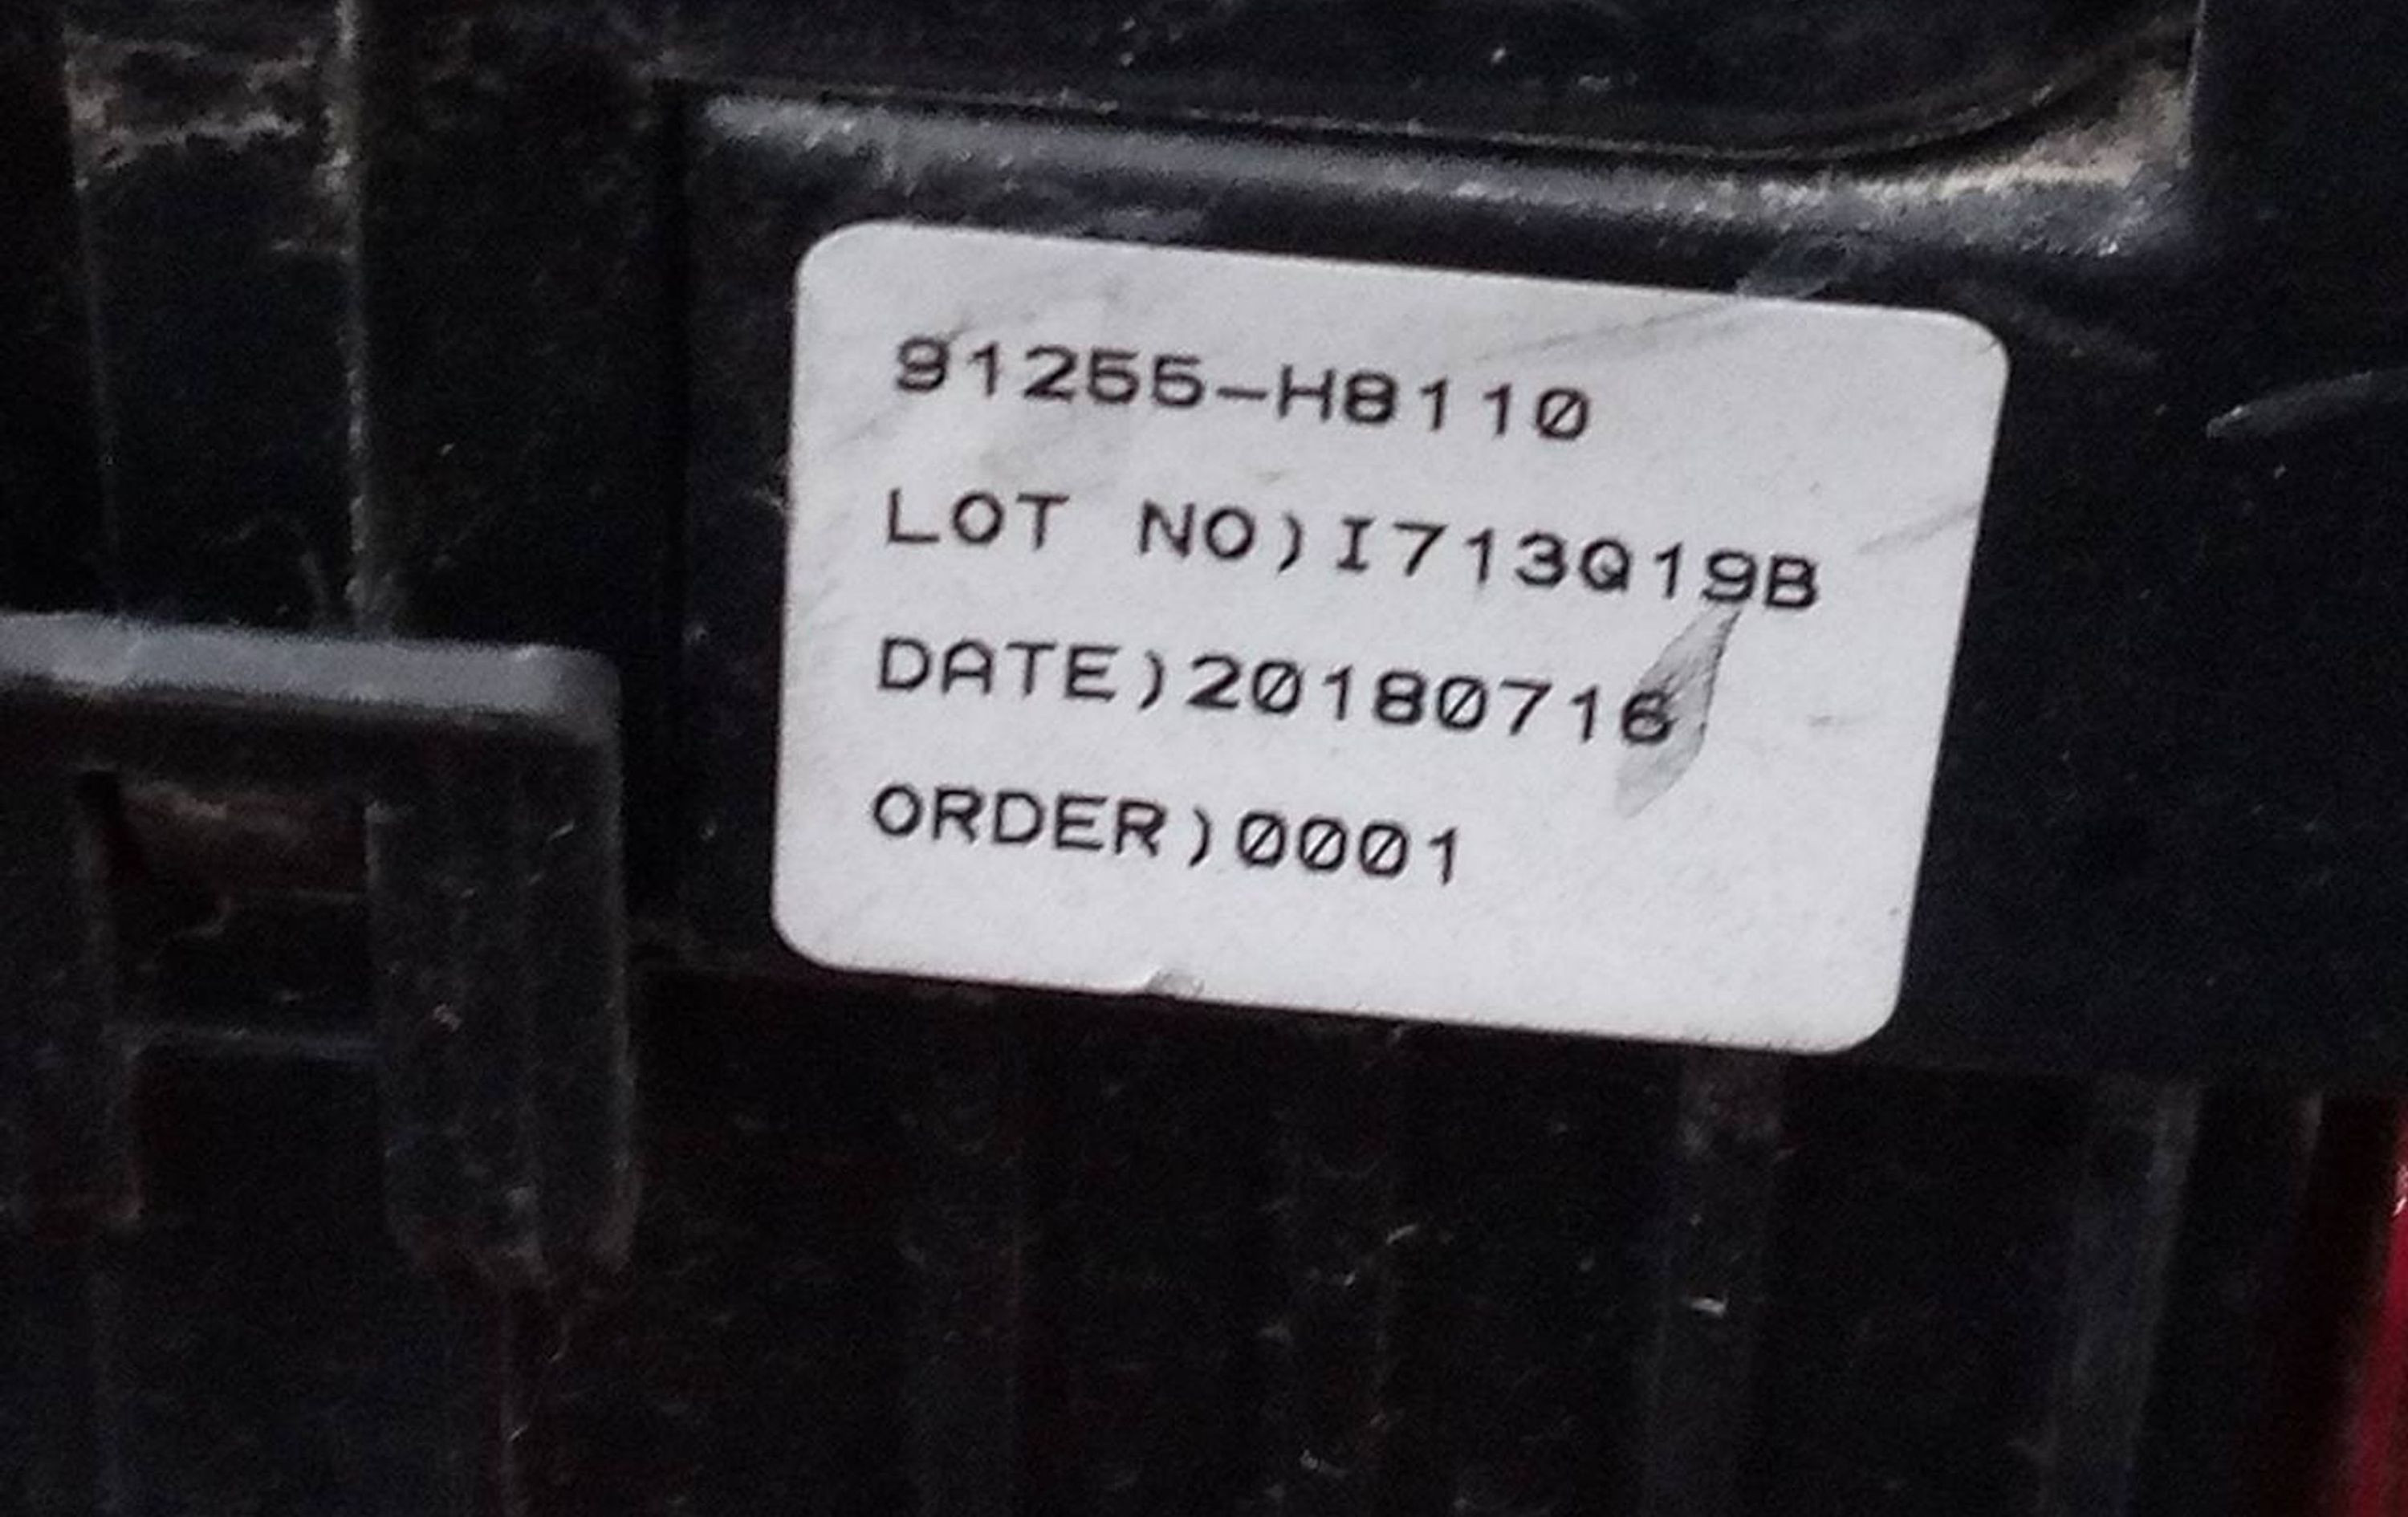 91255-H8110
LOT NO)I713Q19B
DATE)20180716
ORDER)0001